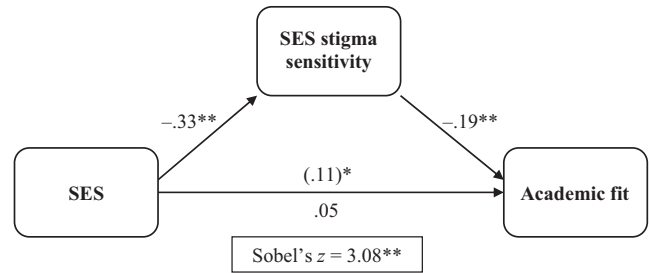 SES stigma
sensitivity
–.33**
–.19**
SES
(.11)*
.05
Academic fit
Sobel's z = 3.08**